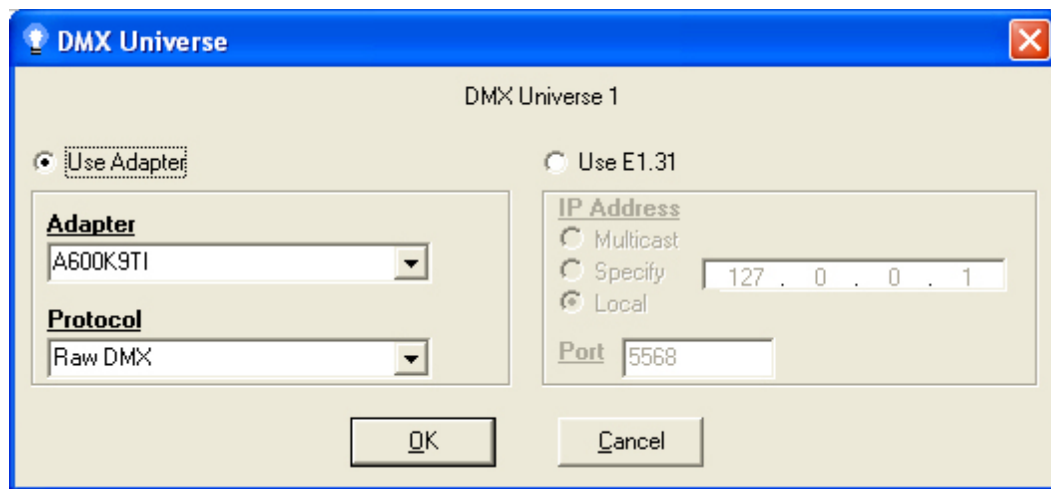 DMX Universe
DMX Universe 1
Use Adapter
Adapter
A600K9TI
Protocol
Raw DMX
Use E1.31
IP Address
Multicast
Specify 127 . 0 . 0 . 1
Local
Port 5568
OK
Cancel